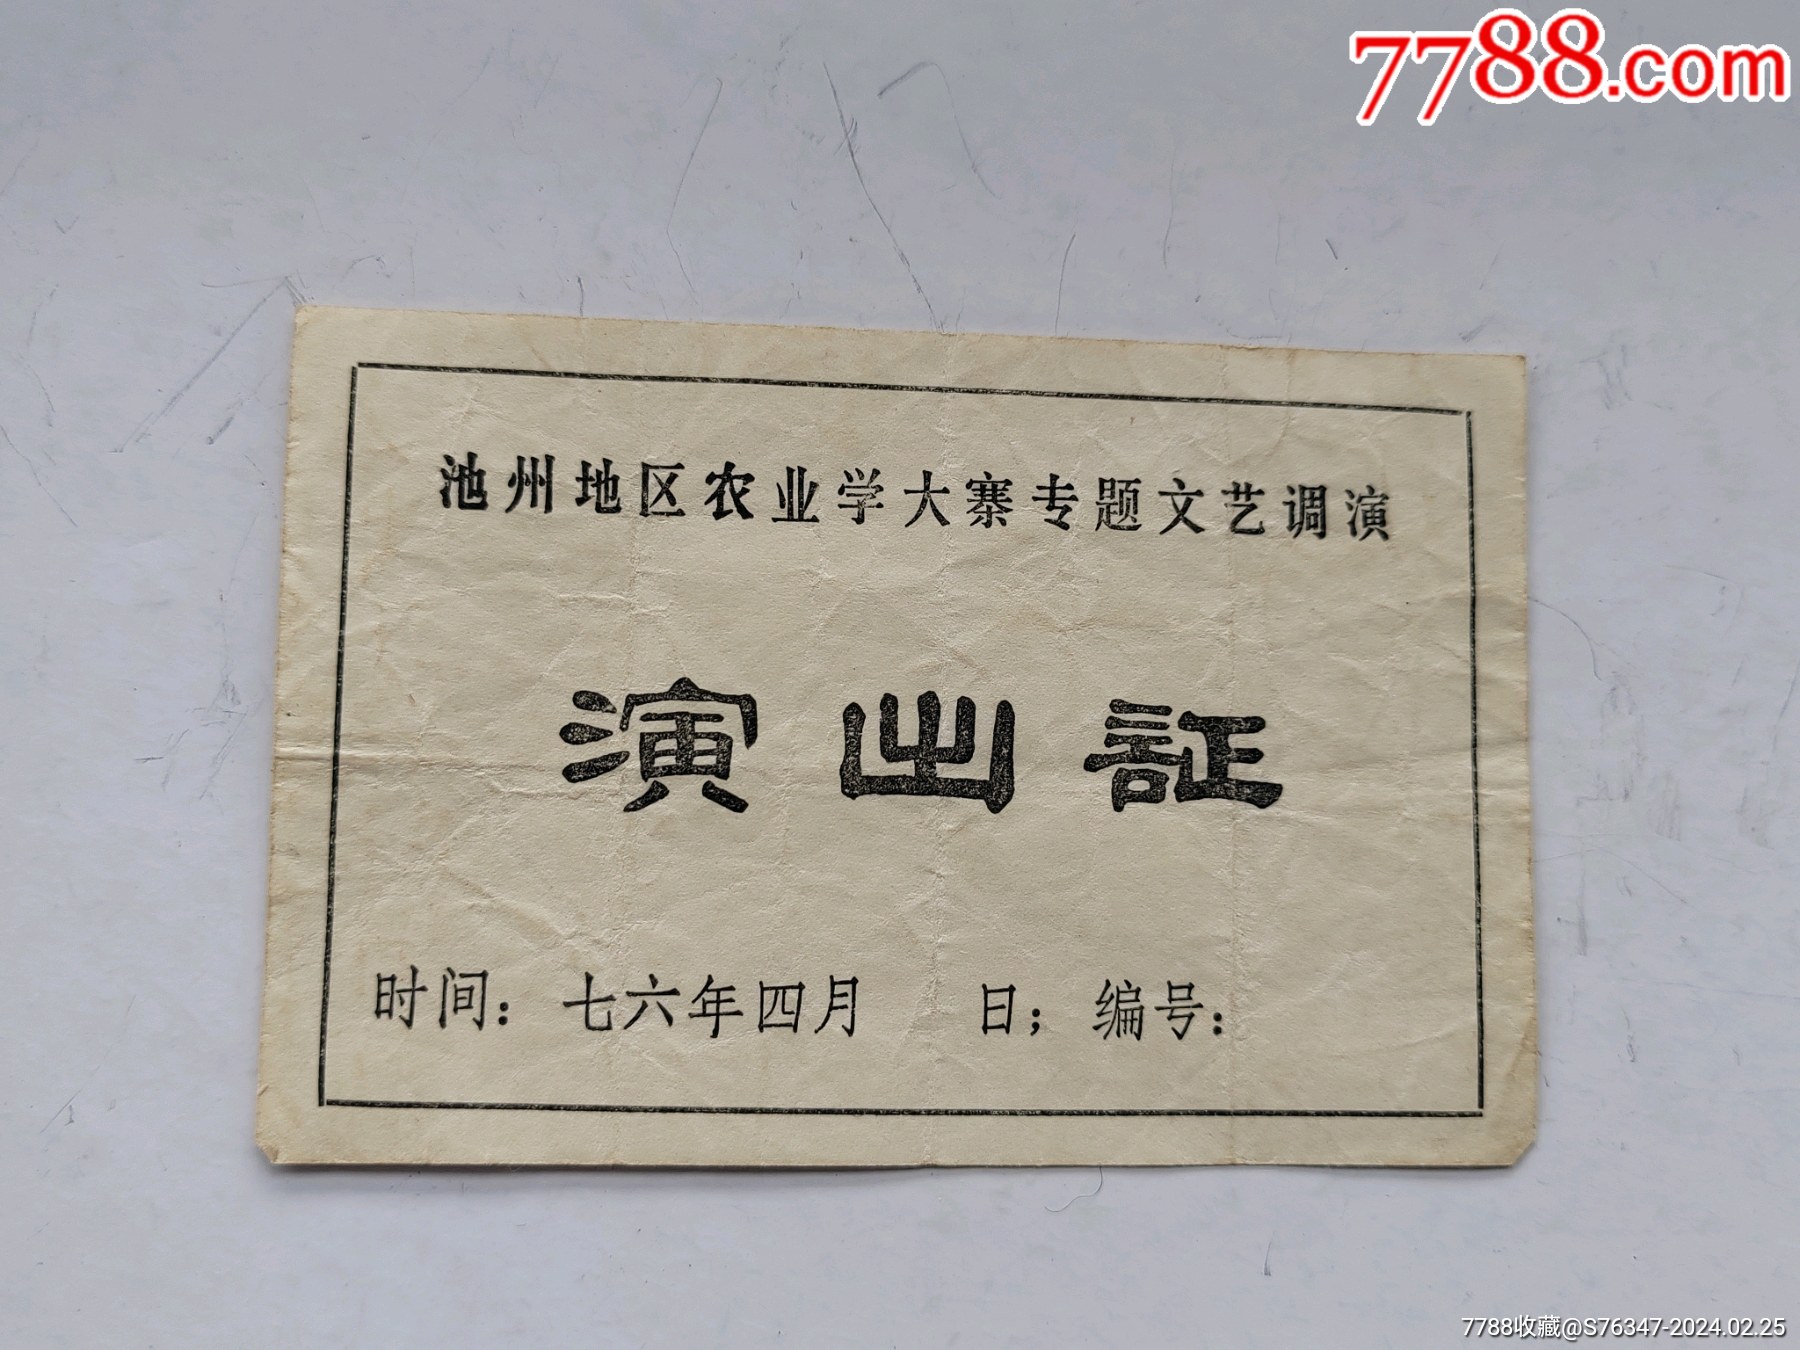 7788.com
池州地区农业学大寨专题文艺调演
演出証
时间：七六年四月 日；编号：
7788收藏@S76347-2024.02.25